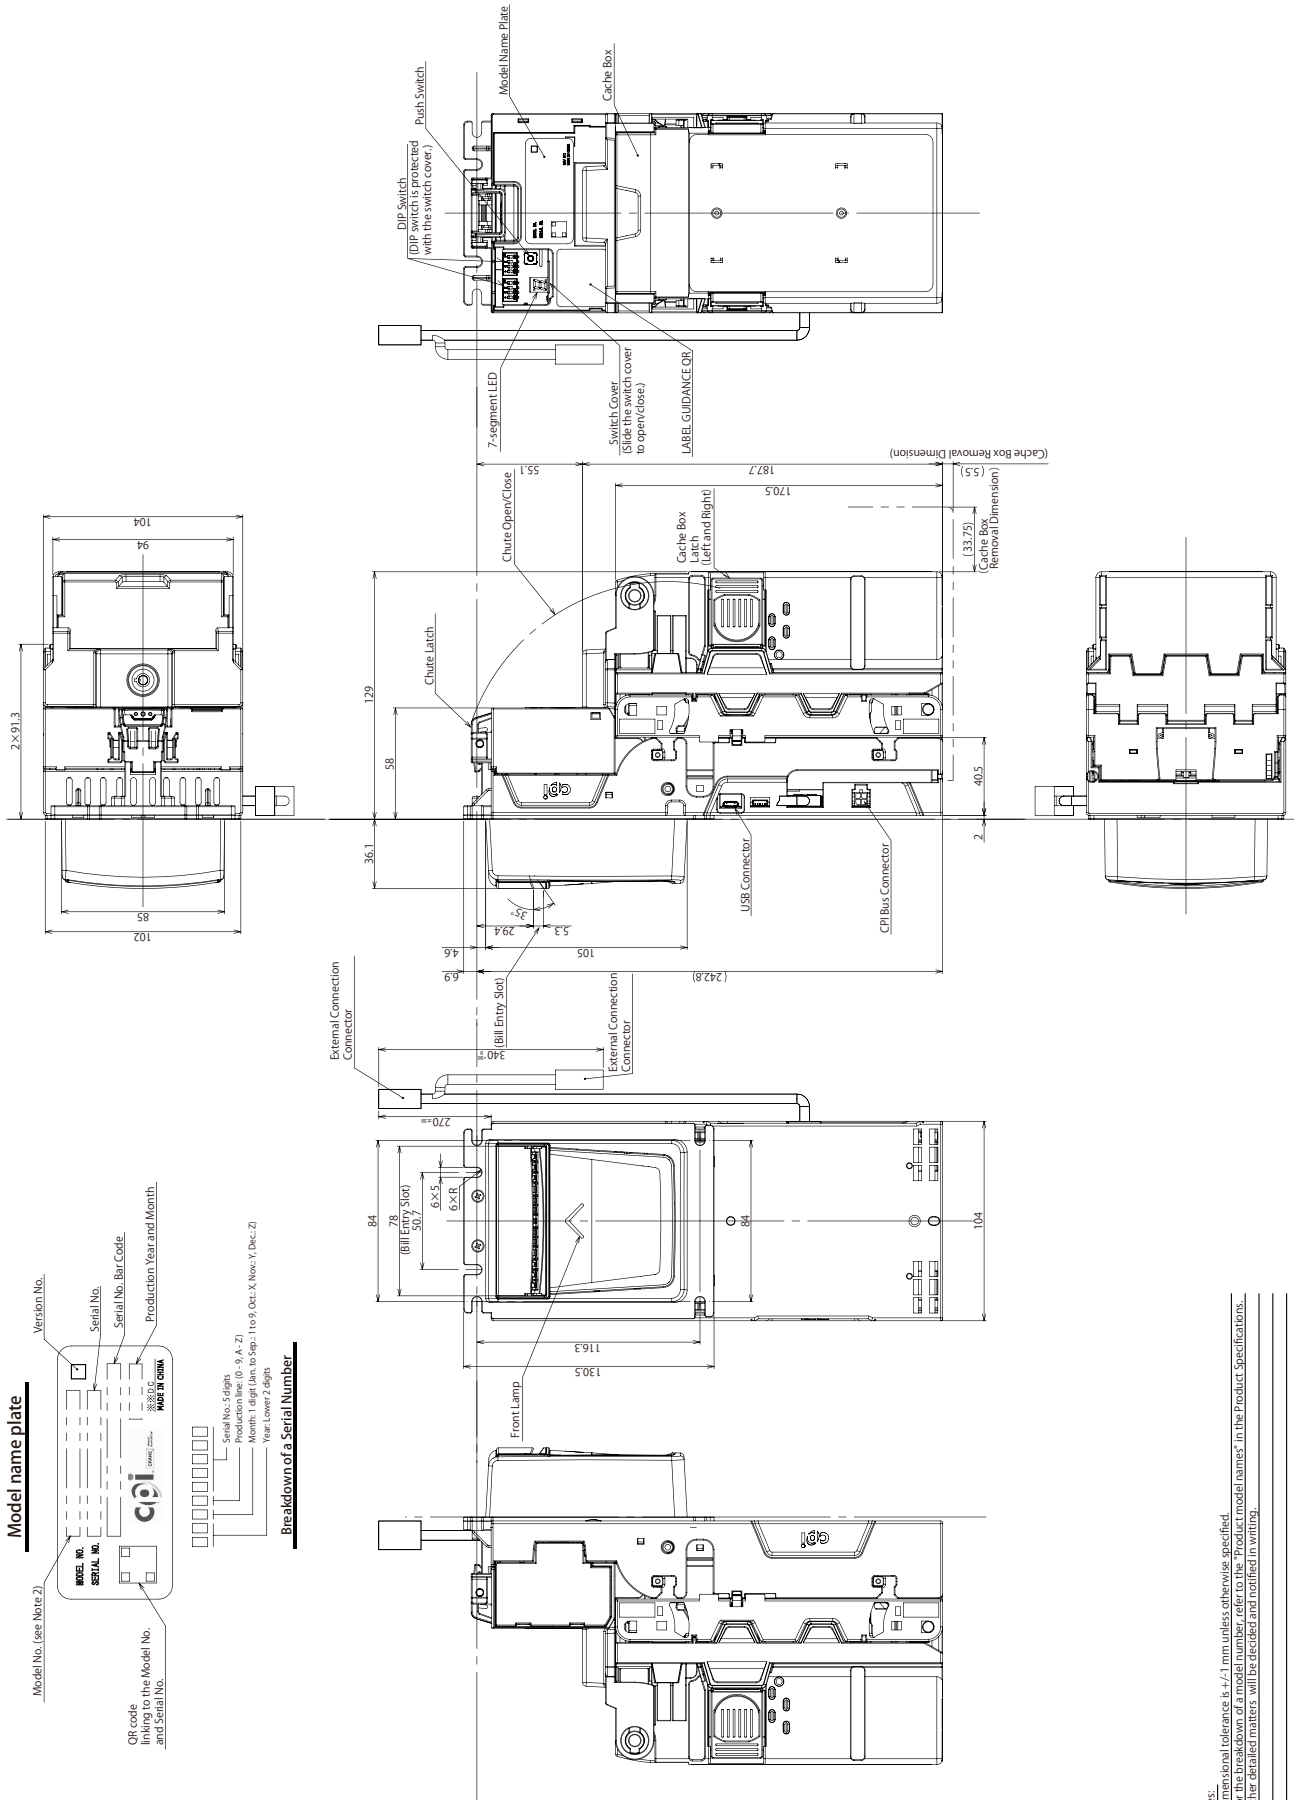 Model name plate
Model No. (see Note 2)
Version No.
MODEL NO.
SERIAL NO.
Serial No.
Serial No. Bar Code
Production Year and Month
※※D C
MADE IN CHINA
cpi
CRANE
QR code
linking to the Model No.
and Serial No.
Serial No.: 5 digits
Production line: (0 - 9, A - Z)
Month: 1 digit (Jan. to Sep.: 1 to 9, Oct.: X, Nov.: Y, Dec.: Z)
Year: Lower 2 digits
Breakdown of a Serial Number
2×91.3
104
94
85
102
cpi
Front Lamp
130.5
116.3
84
78
(Bill Entry Slot)
50.7
6×5
6×R
84
104
270
340
External Connection
Connector
External Connection
Connector
(Bill Entry Slot)
6.9
4.6
(242.8)
105
29.4
5.3
35°
36.1
58
129
cpi
USB Connector
CPI Bus Connector
2
40.5
Chute Latch
Chute Open/Close
Cache Box
Latch
(Left and Right)
(33.75)
(Cache Box
Removal Dimension)
55.1
187.7
170.5
(5.5)
(Cache Box Removal Dimension)
7-segment LED
Switch Cover
(Slide the switch cover
to open/close.)
LABEL GUIDANCE QR
DIP Switch
(DIP switch is protected
with the switch cover.)
Push Switch
Model Name Plate
Cache Box
mensional tolerance is +/-1 mm unless otherwise specified.
the breakdown of a model number, refer to the "Product model names" in the Product Specifications.
detailed matters will be decided and notified in writing.